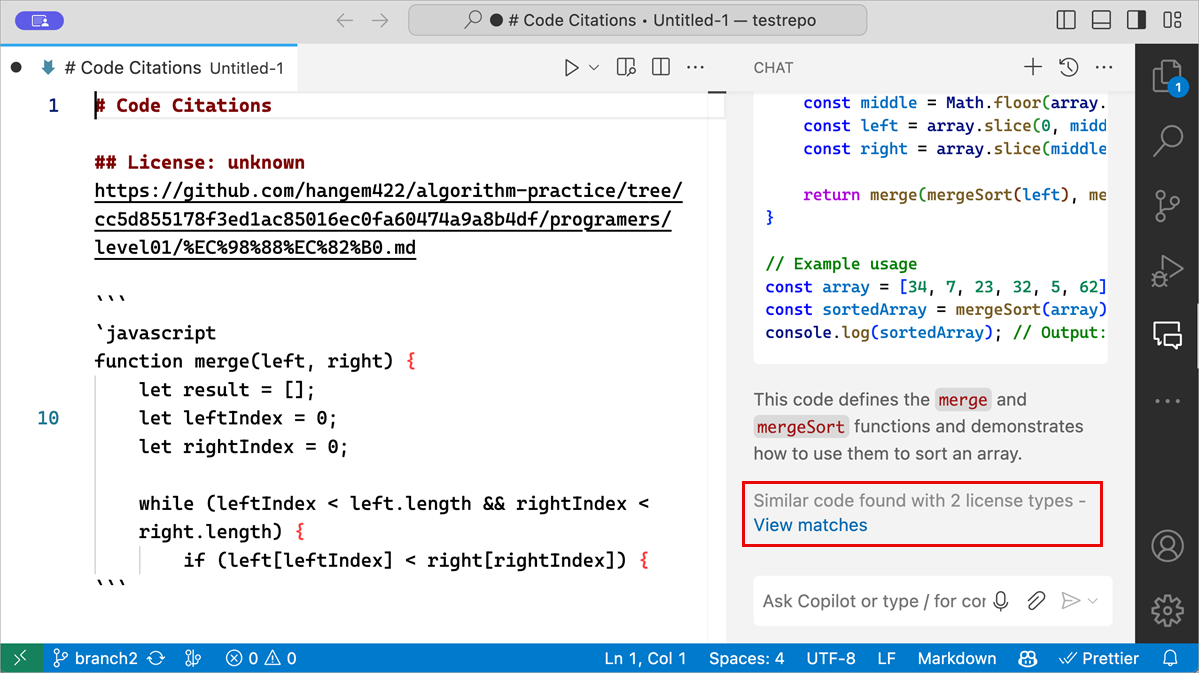 # Code Citations • Untitled-1 — testrepo
# Code Citations Untitled-1
1 # Code Citations
## License: unknown
https://github.com/hangem422/algorithm-practice/tree/
cc5d855178f3ed1ac85016ec0fa60474a9a8b4df/programers/
level01/%EC%98%88%EC%82%B0.md
```
`javascript
function merge(left, right) {
let result = [];
10 let leftIndex = 0;
let rightIndex = 0;
while (leftIndex < left.length && rightIndex <
right.length) {
if (left[leftIndex] < right[rightIndex]) {
```
CHAT
const middle = Math.floor(array.
const left = array.slice(0, midd
const right = array.slice(middle
return merge(mergeSort(left), me
}
// Example usage
const array = [34, 7, 23, 32, 5, 62]
const sortedArray = mergeSort(array)
console.log(sortedArray); // Output:
This code defines the merge and
mergeSort functions and demonstrates
how to use them to sort an array.
Similar code found with 2 license types -
View matches
Ask Copilot or type / for cor
1
branch2 0 0 Ln 1, Col 1 Spaces: 4 UTF-8 LF Markdown Prettier